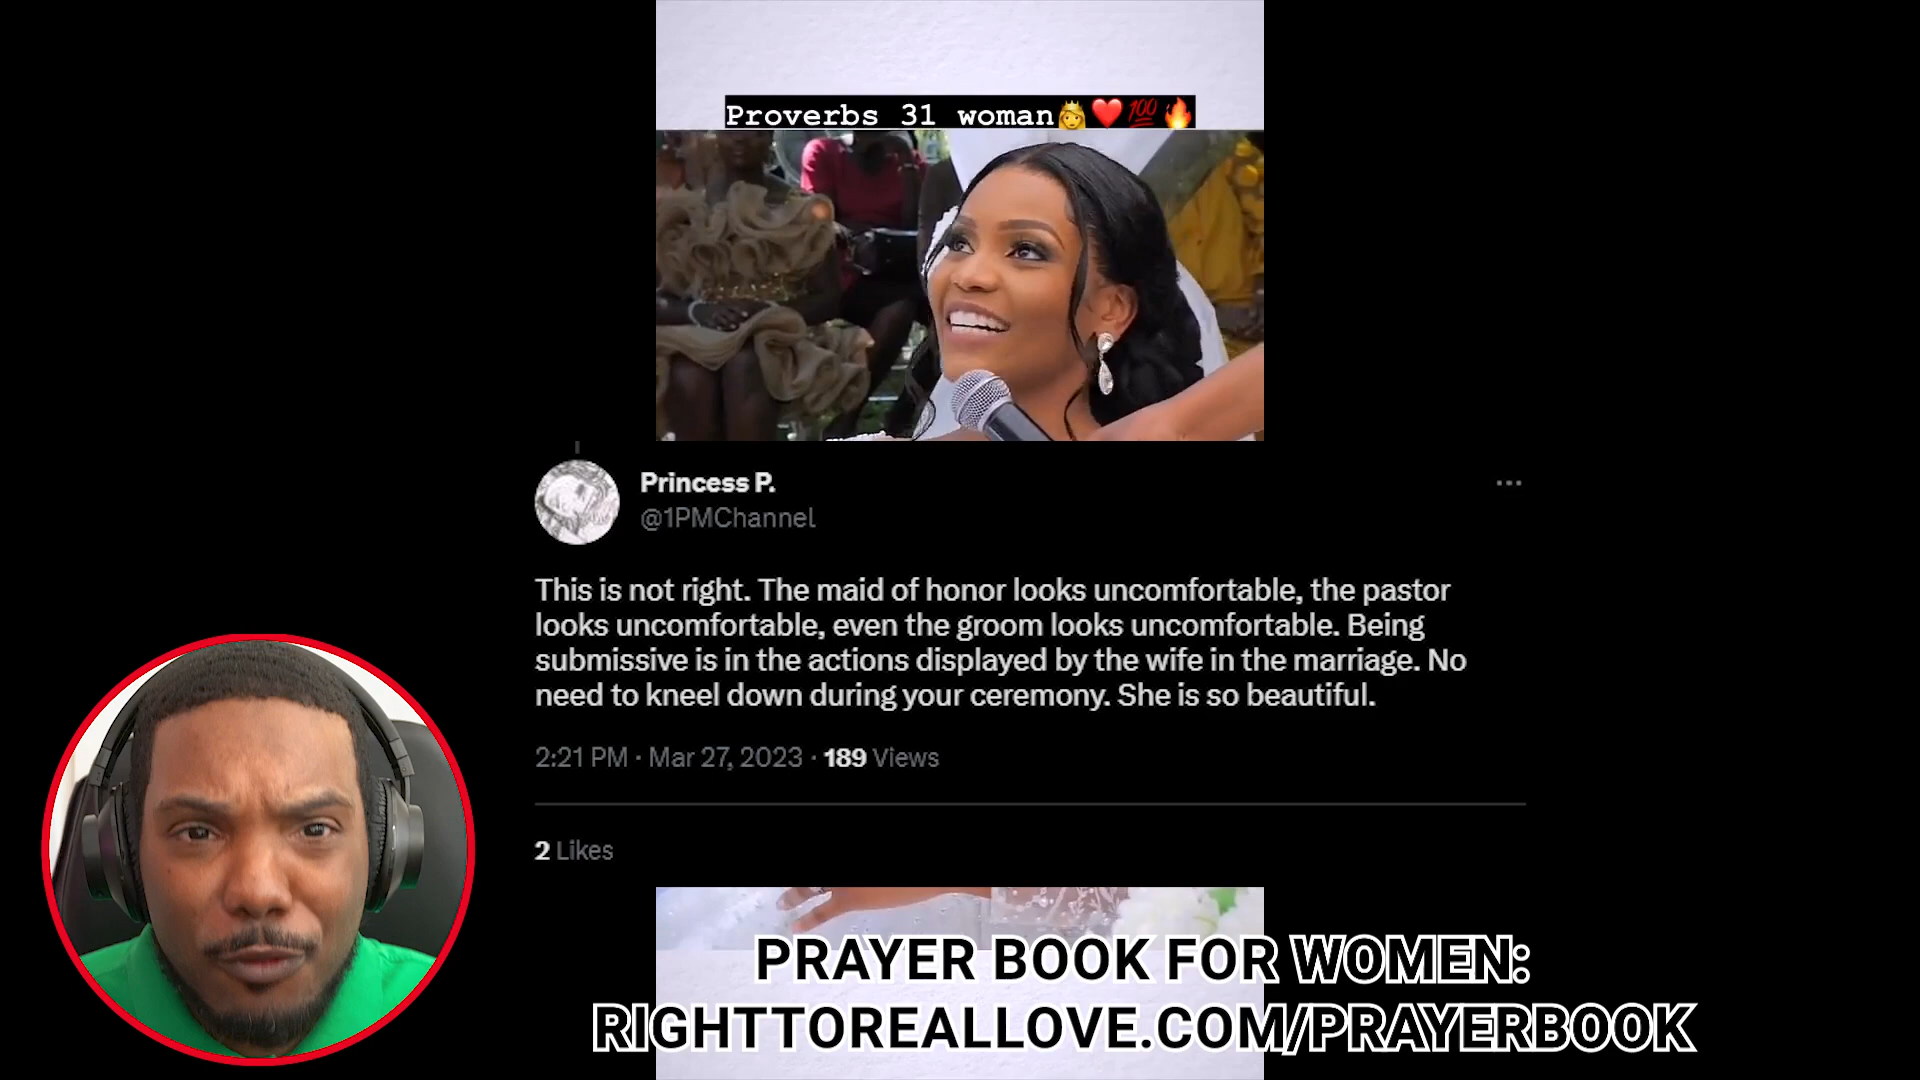 Proverbs 31 woman👸❤️💯🔥
Princess P.
@1PMChannel
This is not right. The maid of honor looks uncomfortable, the pastor
looks uncomfortable, even the groom looks uncomfortable. Being
submissive is in the actions displayed by the wife in the marriage. No
need to kneel down during your ceremony. She is so beautiful.
2:21 PM · Mar 27, 2023 · 189 Views
2 Likes
PRAYER BOOK FOR WOMEN:
RIGHTTOREALLOVE.COM/PRAYERBOOK